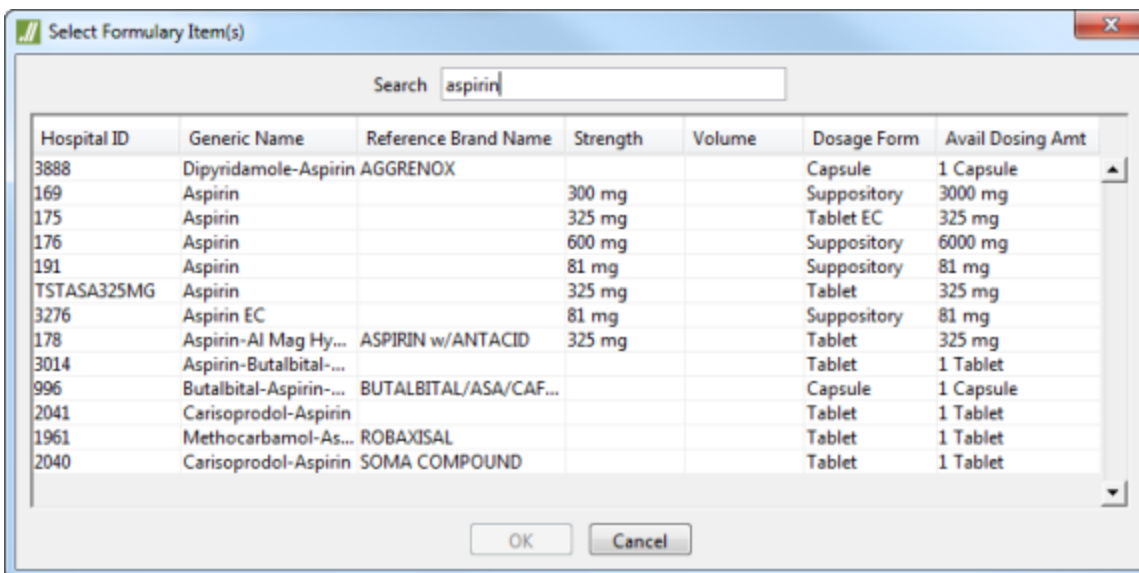 Select Formulary Item(s)
Search aspirin
Hospital ID Generic Name Reference Brand Name Strength Volume Dosage Form Avail Dosing Amt
3888 Dipyridamole-Aspirin AGGRENOX Capsule 1 Capsule
169 Aspirin 300 mg Suppository 3000 mg
175 Aspirin 325 mg Tablet EC 325 mg
176 Aspirin 600 mg Suppository 6000 mg
191 Aspirin 81 mg Suppository 81 mg
TSTASA325MG Aspirin 325 mg Tablet 325 mg
3276 Aspirin EC 81 mg Suppository 81 mg
178 Aspirin-Al Mag Hy... ASPIRIN w/ANTACID 325 mg Tablet 325 mg
3014 Aspirin-Butalbital-... Tablet 1 Tablet
996 Butalbital-Aspirin-... BUTALBITAL/ASA/CAF... Capsule 1 Capsule
2041 Carisoprodol-Aspirin Tablet 1 Tablet
1961 Methocarbamol-As... ROBAXISAL Tablet 1 Tablet
2040 Carisoprodol-Aspirin SOMA COMPOUND Tablet 1 Tablet
OK Cancel